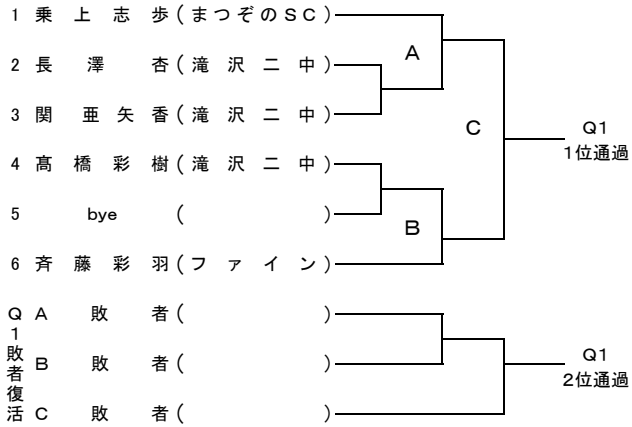 1 乗上志歩(まつぞのSC)
A
2 長澤杏(滝沢二中)
3 関亜矢香(滝沢二中)
C
Q1
1位通過
4 髙橋彩樹(滝沢二中)
5 bye ( )
B
6 斉藤彩羽(ファイン)
Q1敗者復活
A 敗者( )
B 敗者( )
C 敗者( )
Q1
2位通過